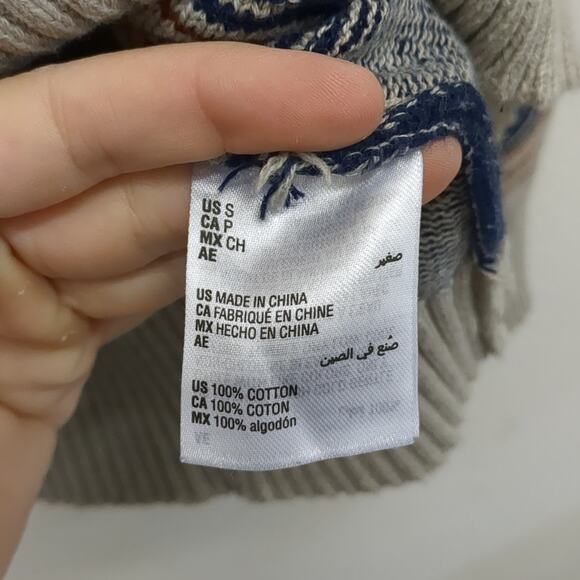 US S
CA P
MX CH
AE
صغير
US MADE IN CHINA
CA FABRIQUÉ EN CHINE
MX HECHO EN CHINA
AE
صُنع في الصين
US 100% COTTON
CA 100% COTON
MX 100% algodón